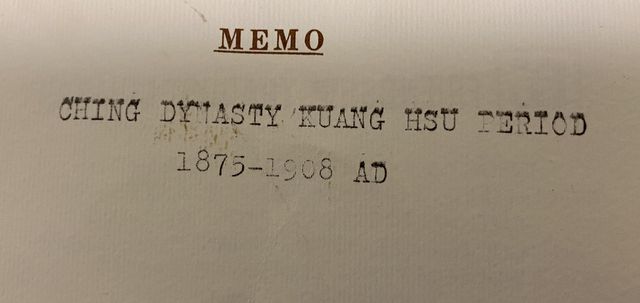 MEMO
CHING DYNASTY KUANG HSU PERIOD
1875-1908 AD